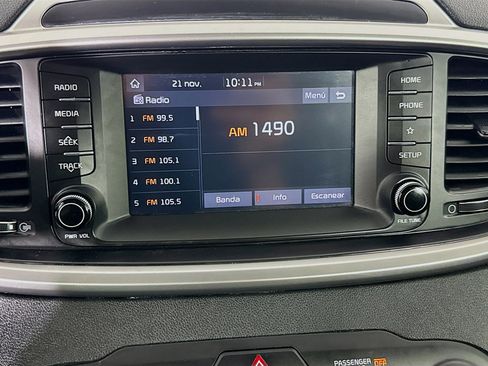 RADIO
MEDIA
SEEK
TRACK
PWR VOL
21 nov. 10:11 PM
Radio Menú
1 FM 99.5
2 FM 98.7
3 FM 105.1
4 FM 100.1
5 FM 105.5
AM 1490
Banda Info Escanear
HOME
PHONE
SETUP
FILE TUNE
PASSENGER
OFF